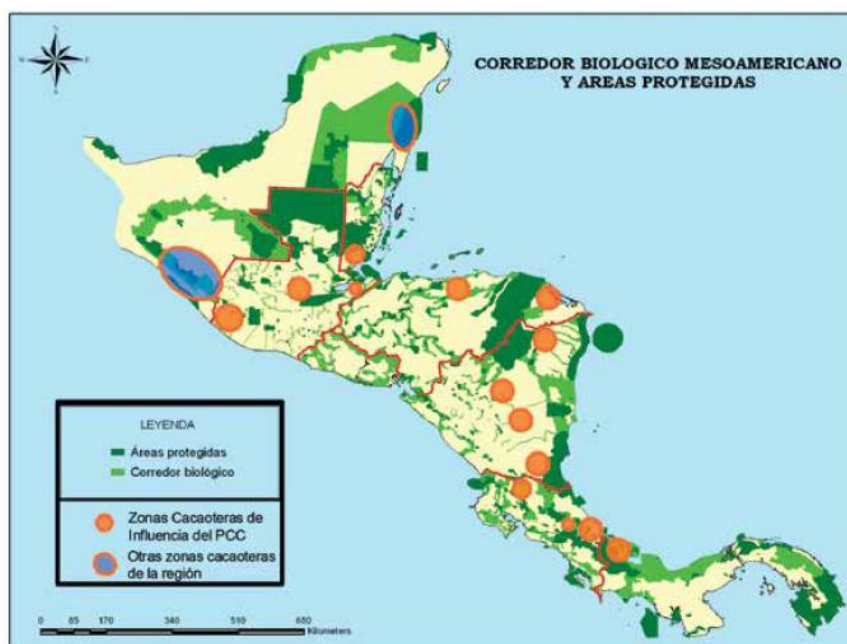 CORREDOR BIOLOGICO MESOAMERICANO
Y AREAS PROTEGIDAS
LEYENDA
Áreas protegidas
Corredor biológico
Zonas Cacaoteras de
Influencia del PCC
Otras zonas cacaoteras
de la región
0 85 170 340 510 680
Kilometers